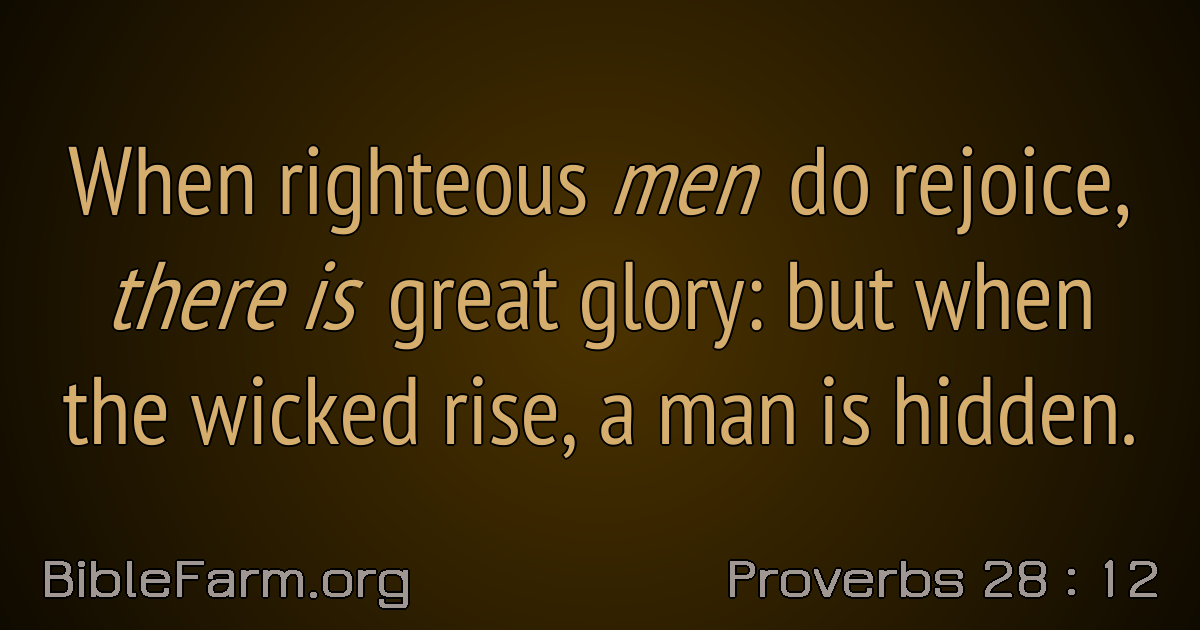 When righteous men do rejoice,
there is great glory: but when
the wicked rise, a man is hidden.
BibleFarm.org
Proverbs 28 : 12